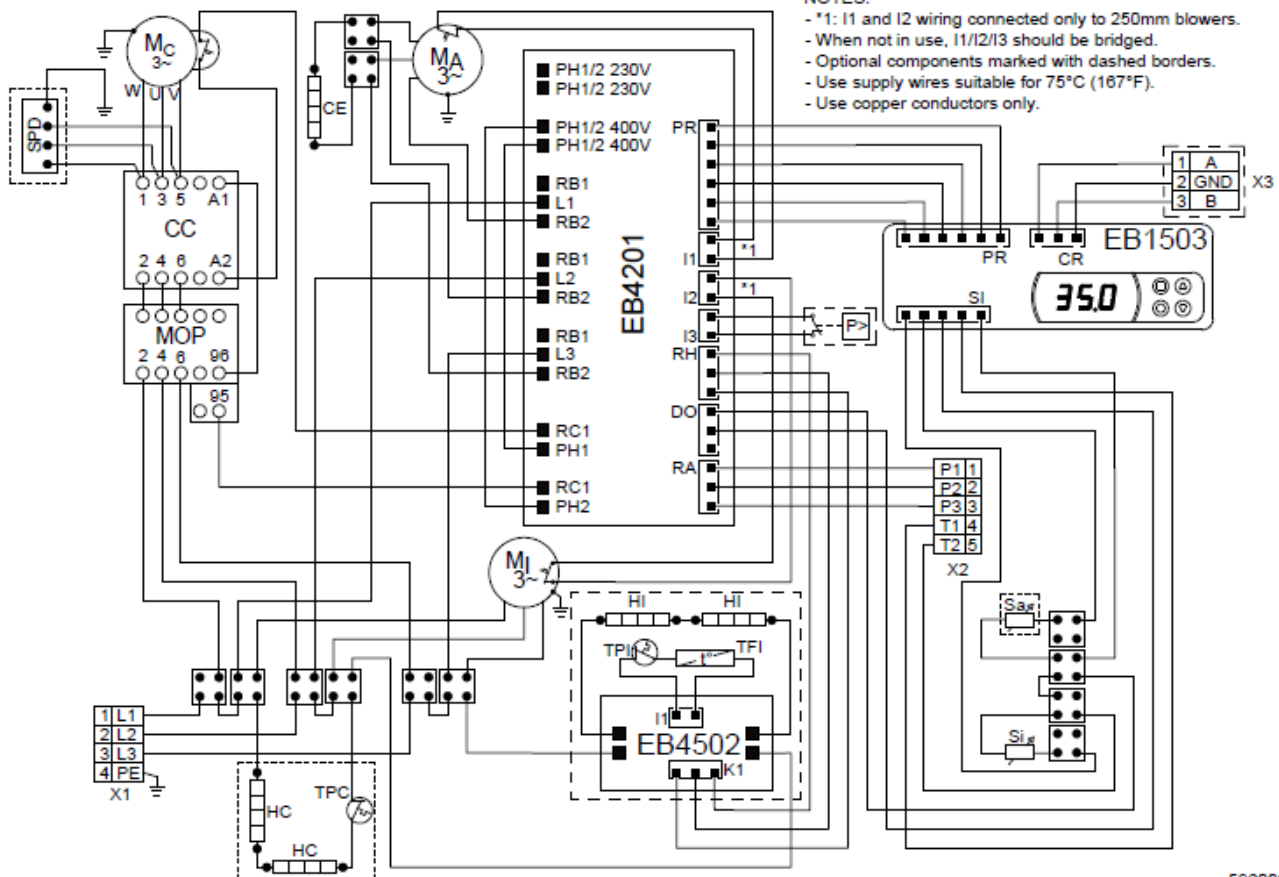 NOTES:
- *1: I1 and I2 wiring connected only to 250mm blowers.
- When not in use, I1/I2/I3 should be bridged.
- Optional components marked with dashed borders.
- Use supply wires suitable for 75°C (167°F).
- Use copper conductors only.
MC
3~
W U V
SPD
1 3 5 A1
CC
2 4 6 A2
MOP
2 4 6 96
95
CE
MA
3~
PH1/2 230V
PH1/2 230V
PH1/2 400V
PH1/2 400V
RB1
L1
RB2
RB1
L2
RB2
RB1
L3
RB2
RC1
PH1
RC1
PH2
EB4201
PR
I1
I2
I3
RH
DO
RA
*1
*1
P>
1 A
2 GND
3 B
X3
EB1503
PR
CR
SI
35.0
P1 1
P2 2
P3 3
T1 4
T2 5
X2
Sa
Si
MI
3~
HI
HI
TPI
t°
TFI
I1
EB4502
K1
1 L1
2 L2
3 L3
4 PE
X1
TPC
HC
HC